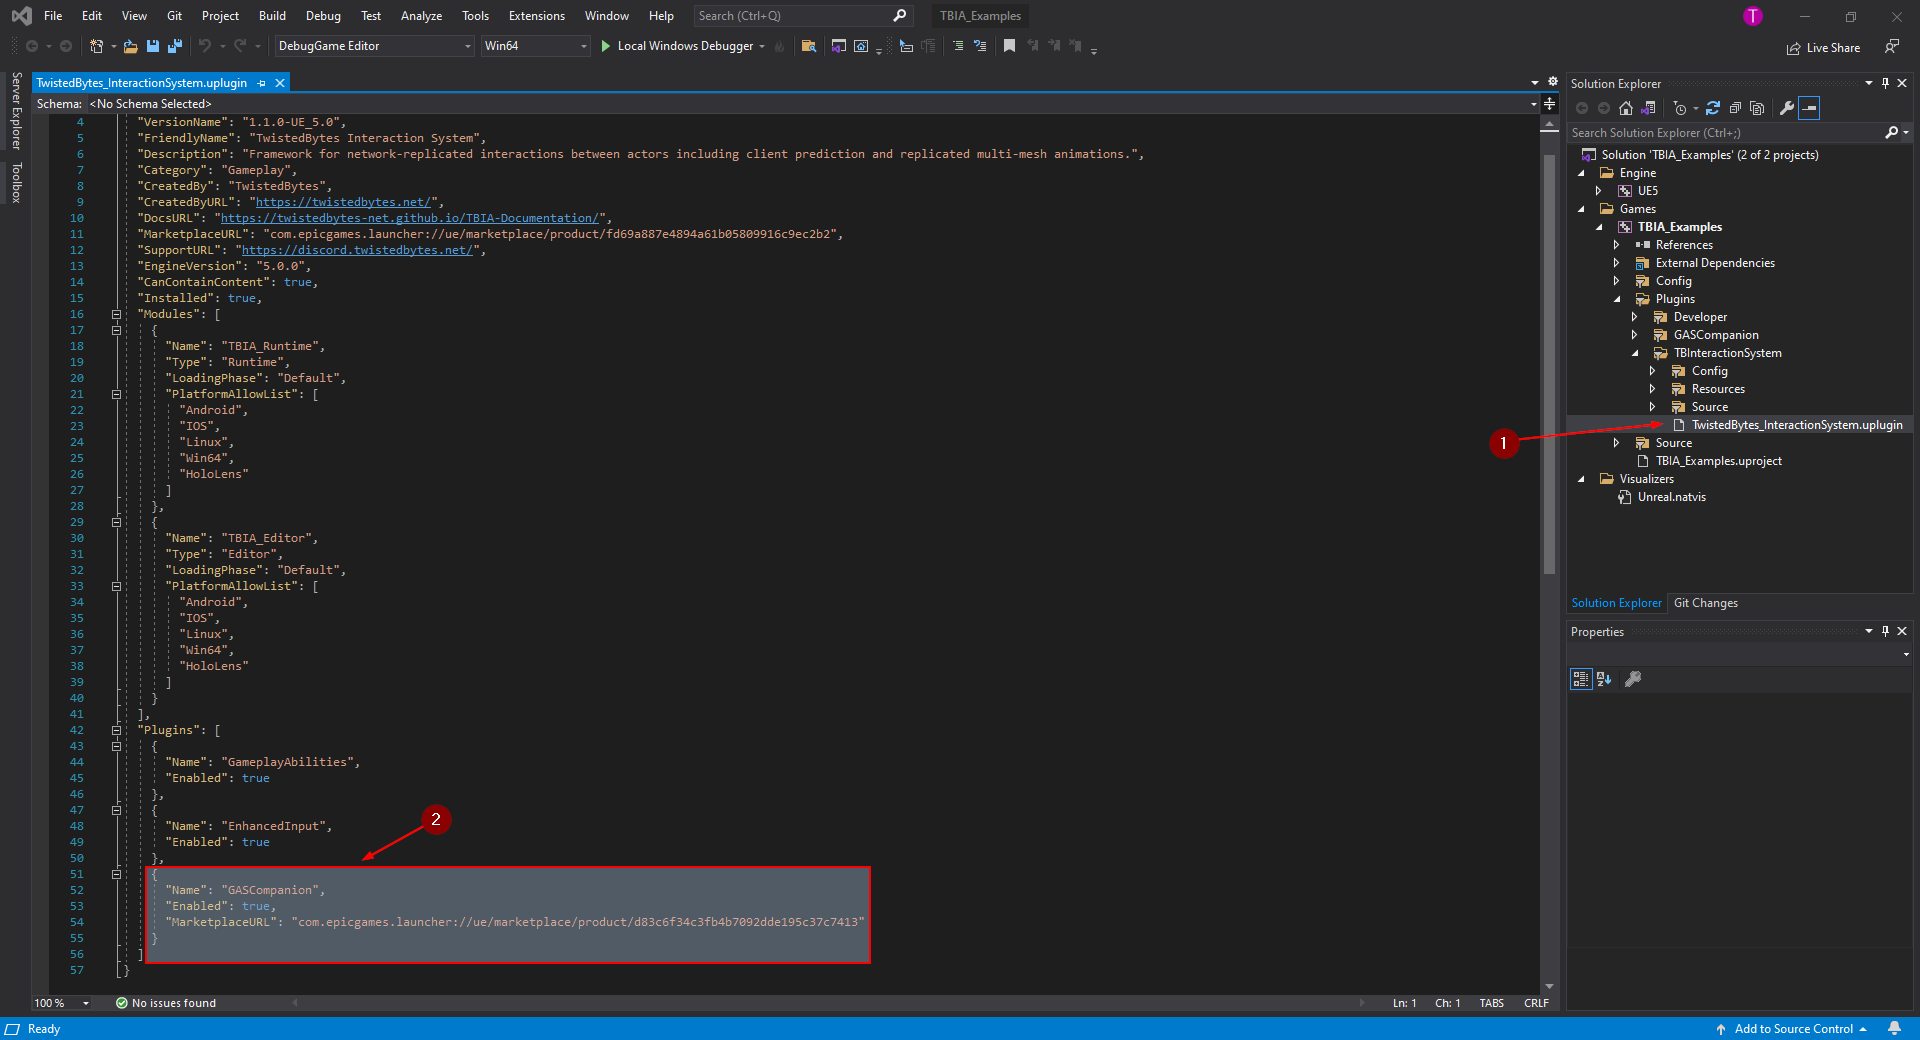 File Edit View Git Project Build Debug Test Analyze Tools Extensions Window Help Search (Ctrl+Q) TBIA_Examples T
DebugGame Editor Win64 Local Windows Debugger Live Share
Server Explorer
Toolbox
TwistedBytes_InteractionSystem.uplugin
Schema: <No Schema Selected>
4 "VersionName": "1.1.0-UE_5.0",
5 "FriendlyName": "TwistedBytes Interaction System",
6 "Description": "Framework for network-replicated interactions between actors including client prediction and replicated multi-mesh animations.",
7 "Category": "Gameplay",
8 "CreatedBy": "TwistedBytes",
9 "CreatedByURL": "https://twistedbytes.net/",
10 "DocsURL": "https://twistedbytes-net.github.io/TBIA-Documentation/",
11 "MarketplaceURL": "com.epicgames.launcher://ue/marketplace/product/fd69a887e4894a61b05809916c9ec2b2",
12 "SupportURL": "https://discord.twistedbytes.net/",
13 "EngineVersion": "5.0.0",
14 "CanContainContent": true,
15 "Installed": true,
16 "Modules": [
17 {
18 "Name": "TBIA_Runtime",
19 "Type": "Runtime",
20 "LoadingPhase": "Default",
21 "PlatformAllowList": [
22 "Android",
23 "IOS",
24 "Linux",
25 "Win64",
26 "HoloLens"
27 ]
28 },
29 {
30 "Name": "TBIA_Editor",
31 "Type": "Editor",
32 "LoadingPhase": "Default",
33 "PlatformAllowList": [
34 "Android",
35 "IOS",
36 "Linux",
37 "Win64",
38 "HoloLens"
39 ]
40 }
41 ],
42 "Plugins": [
43 {
44 "Name": "GameplayAbilities",
45 "Enabled": true
46 },
47 {
48 "Name": "EnhancedInput",
49 "Enabled": true
50 },
51 {
52 "Name": "GASCompanion",
53 "Enabled": true,
54 "MarketplaceURL": "com.epicgames.launcher://ue/marketplace/product/d83c6f34c3fb4b7092dde195c37c7413"
55 }
56 ]
57 }
1
2
100 % No issues found Ln: 1 Ch: 1 TABS CRLF
Solution Explorer
Search Solution Explorer (Ctrl+;)
Solution 'TBIA_Examples' (2 of 2 projects)
Engine
UE5
Games
TBIA_Examples
References
External Dependencies
Config
Plugins
Developer
GASCompanion
TBInteractionSystem
Config
Resources
Source
TwistedBytes_InteractionSystem.uplugin
Source
TBIA_Examples.uproject
Visualizers
Unreal.natvis
Solution Explorer Git Changes
Properties
Ready Add to Source Control